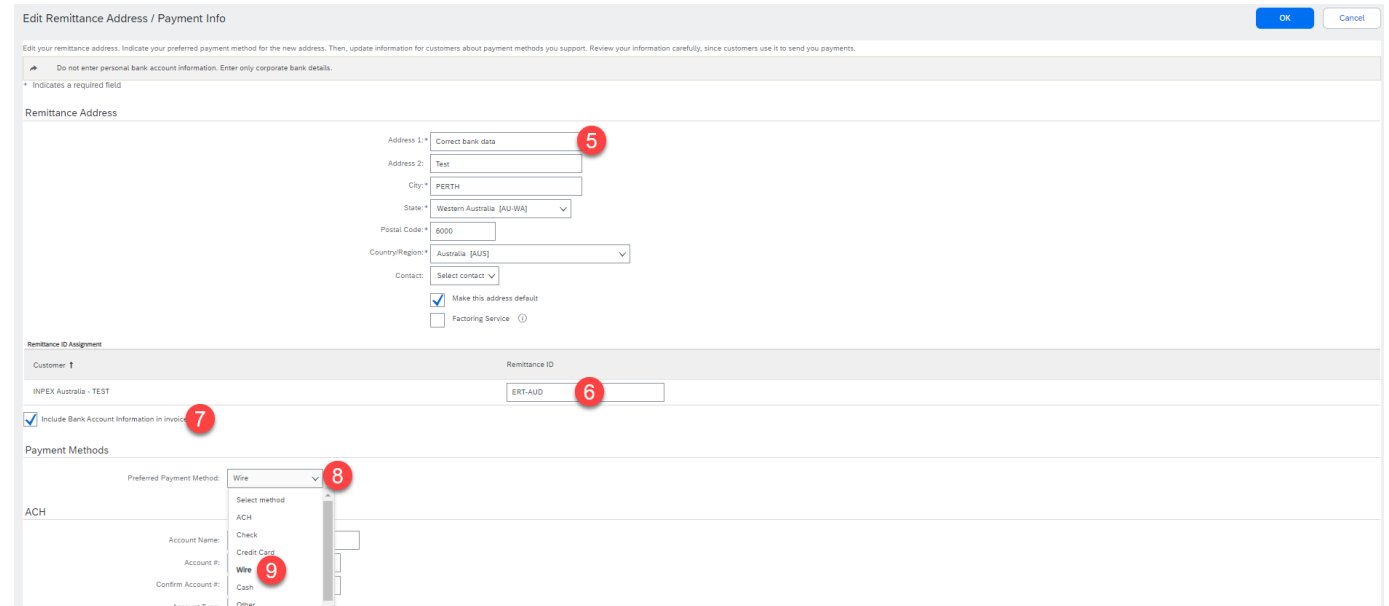 Edit Remittance Address / Payment Info
OK
Cancel
Edit your remittance address. Indicate your preferred payment method for the new address. Then, update information for customers about payment methods you support. Review your information carefully, since customers use it to send you payments.
Do not enter personal bank account information. Enter only corporate bank details.
* Indicates a required field
Remittance Address
Address 1:* Correct bank data 5
Address 2: Test
City:* PERTH
State:* Western Australia [AU-WA]
Postal Code:* 6000
Country/Region:* Australia [AUS]
Contact: Select contact
Make this address default
Factoring Service
Remittance ID Assignment
Customer ↑ Remittance ID
INPEX Australia - TEST ERT-AUD 6
Include Bank Account Information in invoice 7
Payment Methods
Preferred Payment Method: Wire 8
Select method
ACH
ACH
Check
Account Name:
Credit Card
Account #:
Wire 9
Confirm Account #:
Cash
Other